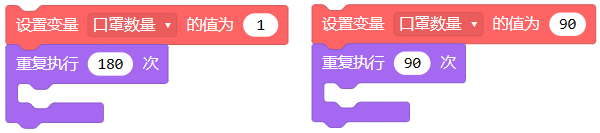 设置变量 口罩数量 的值为 1
重复执行 180 次
设置变量 口罩数量 的值为 90
重复执行 90 次